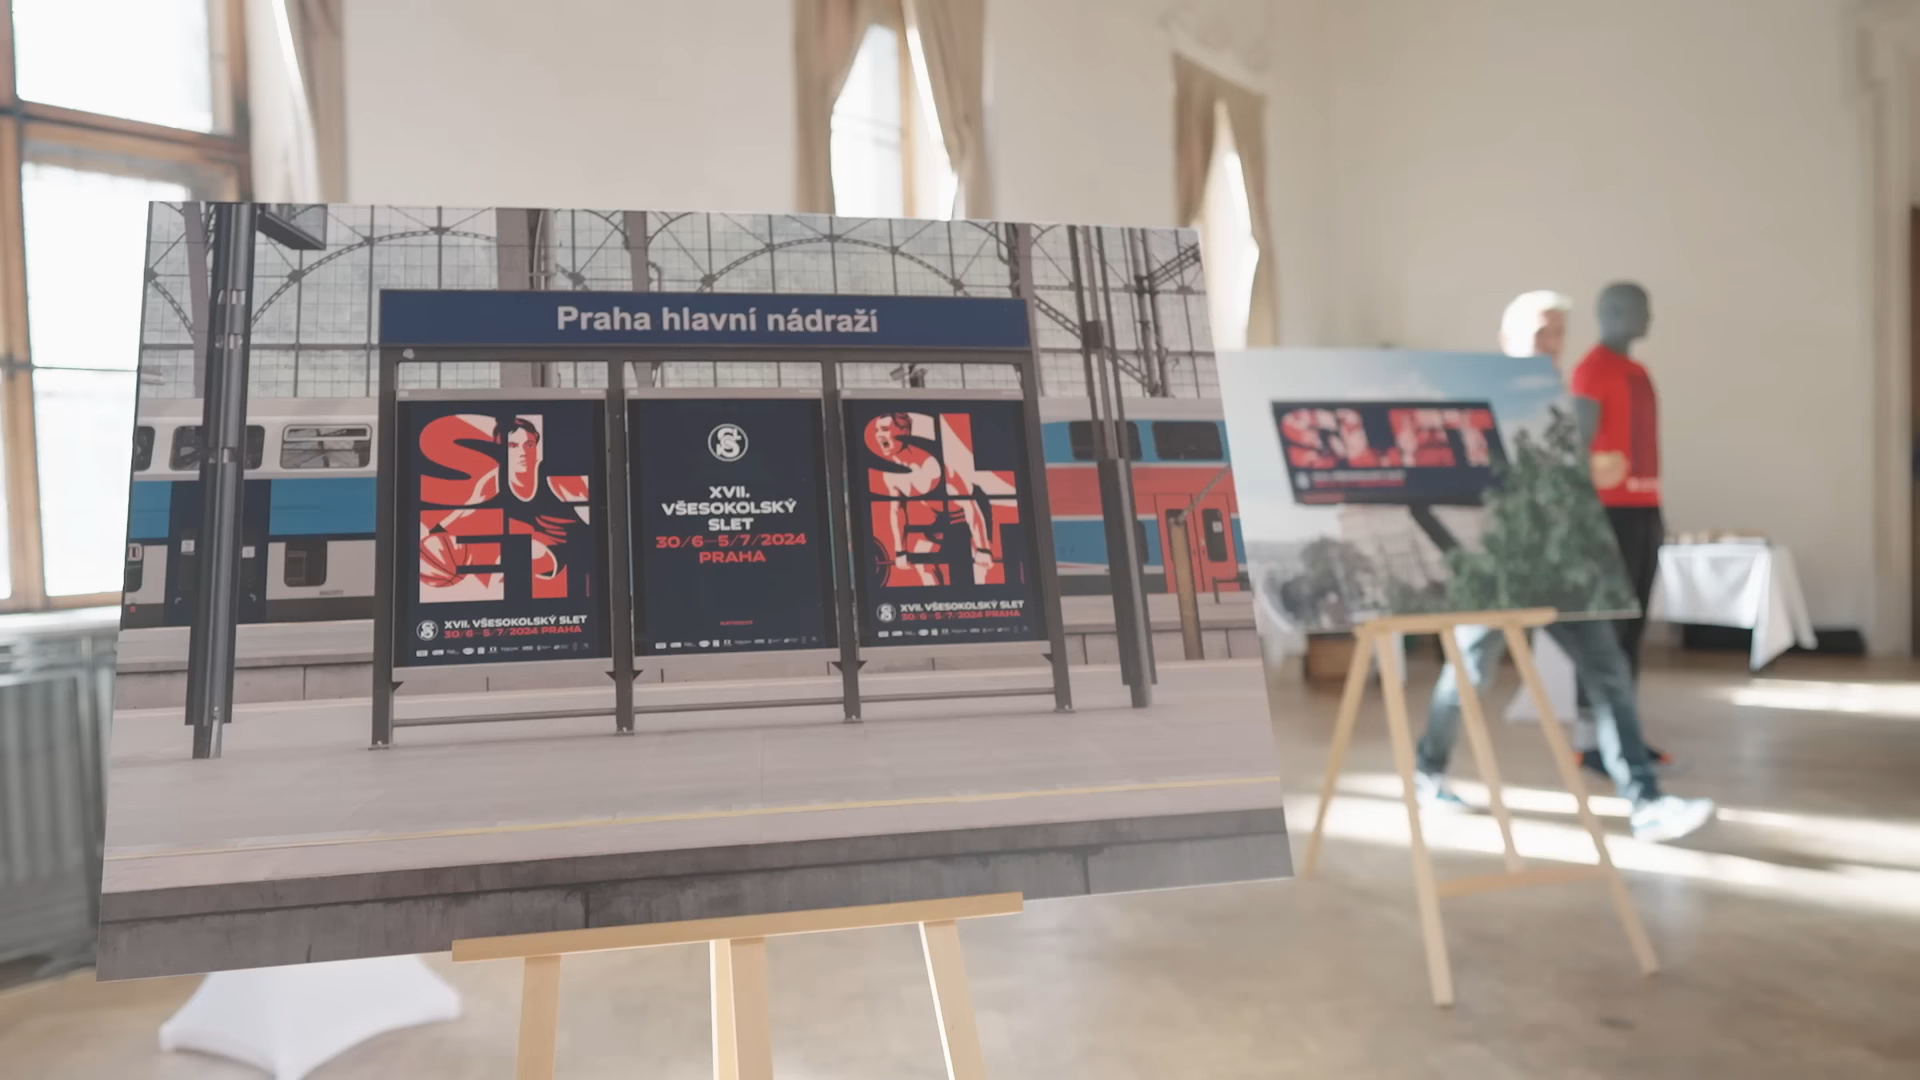 Praha hlavní nádraží
SL
ET
XVII. VŠESOKOLSKÝ SLET
30/6–5/7/2024 PRAHA
XVII.
VŠESOKOLSKÝ
SLET
30/6–5/7/2024
PRAHA
SL
ET
XVII. VŠESOKOLSKÝ SLET
30/6–5/7/2024 PRAHA
SLET